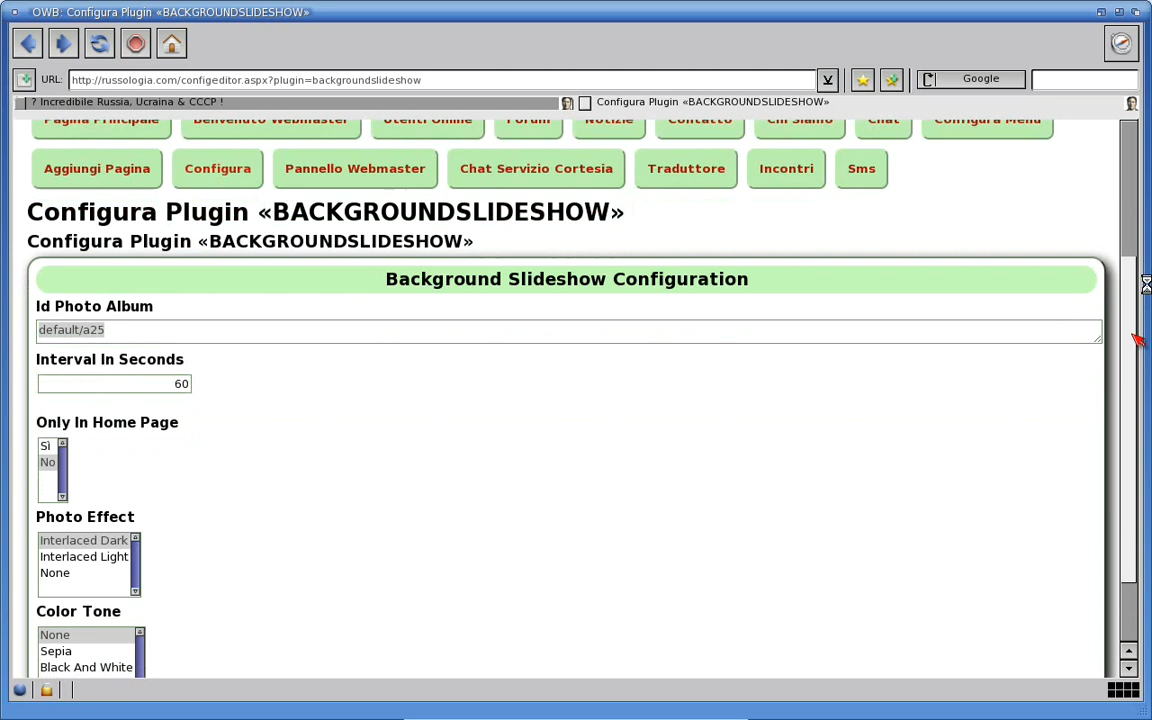 OWB: Configura Plugin «BACKGROUNDSLIDESHOW»
URL: http://russologia.com/configeditor.aspx?plugin=backgroundslideshow Google
? Incredibile Russia, Ucraina & CCCP ! Configura Plugin «BACKGROUNDSLIDESHOW»
Pagina Principale Benvenuto Webmaster Utenti Online Forum Notizie Contatto Chi Siamo Chat Configura Menu
Aggiungi Pagina Configura Pannello Webmaster Chat Servizio Cortesia Traduttore Incontri Sms
Configura Plugin «BACKGROUNDSLIDESHOW»
Configura Plugin «BACKGROUNDSLIDESHOW»
Background Slideshow Configuration
Id Photo Album
default/a25
Interval In Seconds
60
Only In Home Page
Sì
No
Photo Effect
Interlaced Dark
Interlaced Light
None
Color Tone
None
Sepia
Black And White